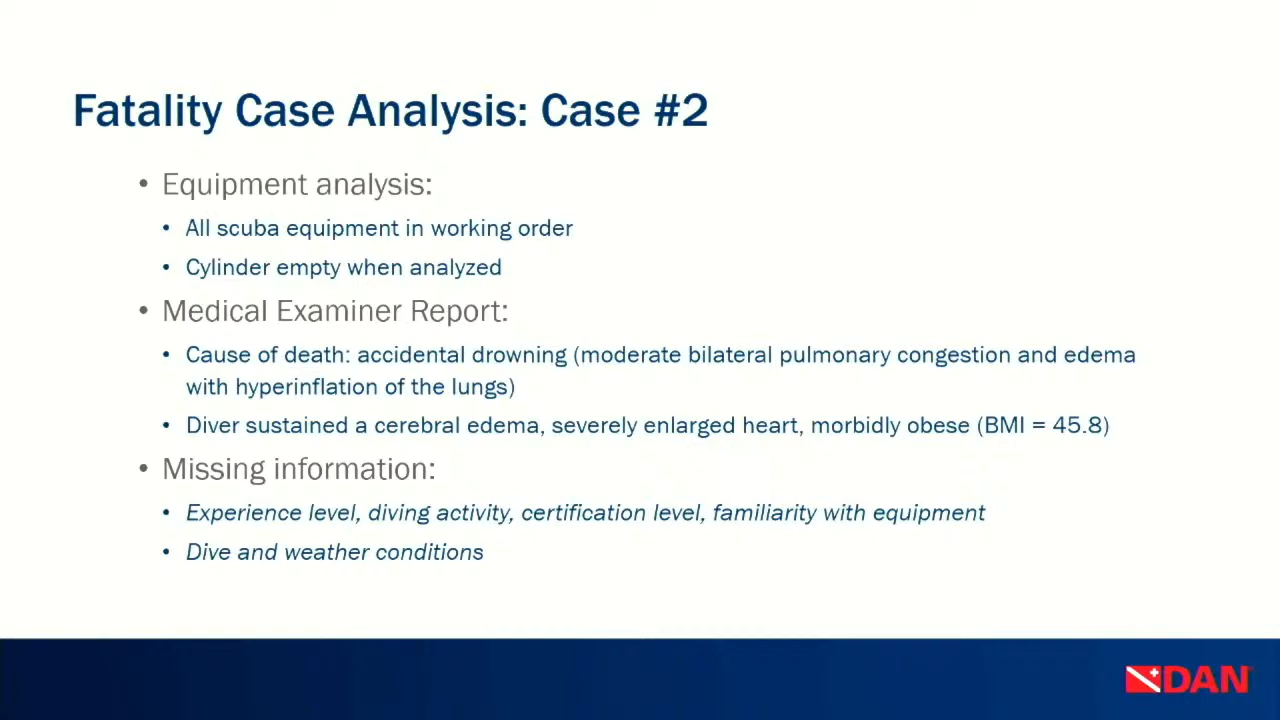 Fatality Case Analysis: Case #2
• Equipment analysis:
• All scuba equipment in working order
• Cylinder empty when analyzed
• Medical Examiner Report:
• Cause of death: accidental drowning (moderate bilateral pulmonary congestion and edema
with hyperinflation of the lungs)
• Diver sustained a cerebral edema, severely enlarged heart, morbidly obese (BMI = 45.8)
• Missing information:
• Experience level, diving activity, certification level, familiarity with equipment
• Dive and weather conditions
DAN